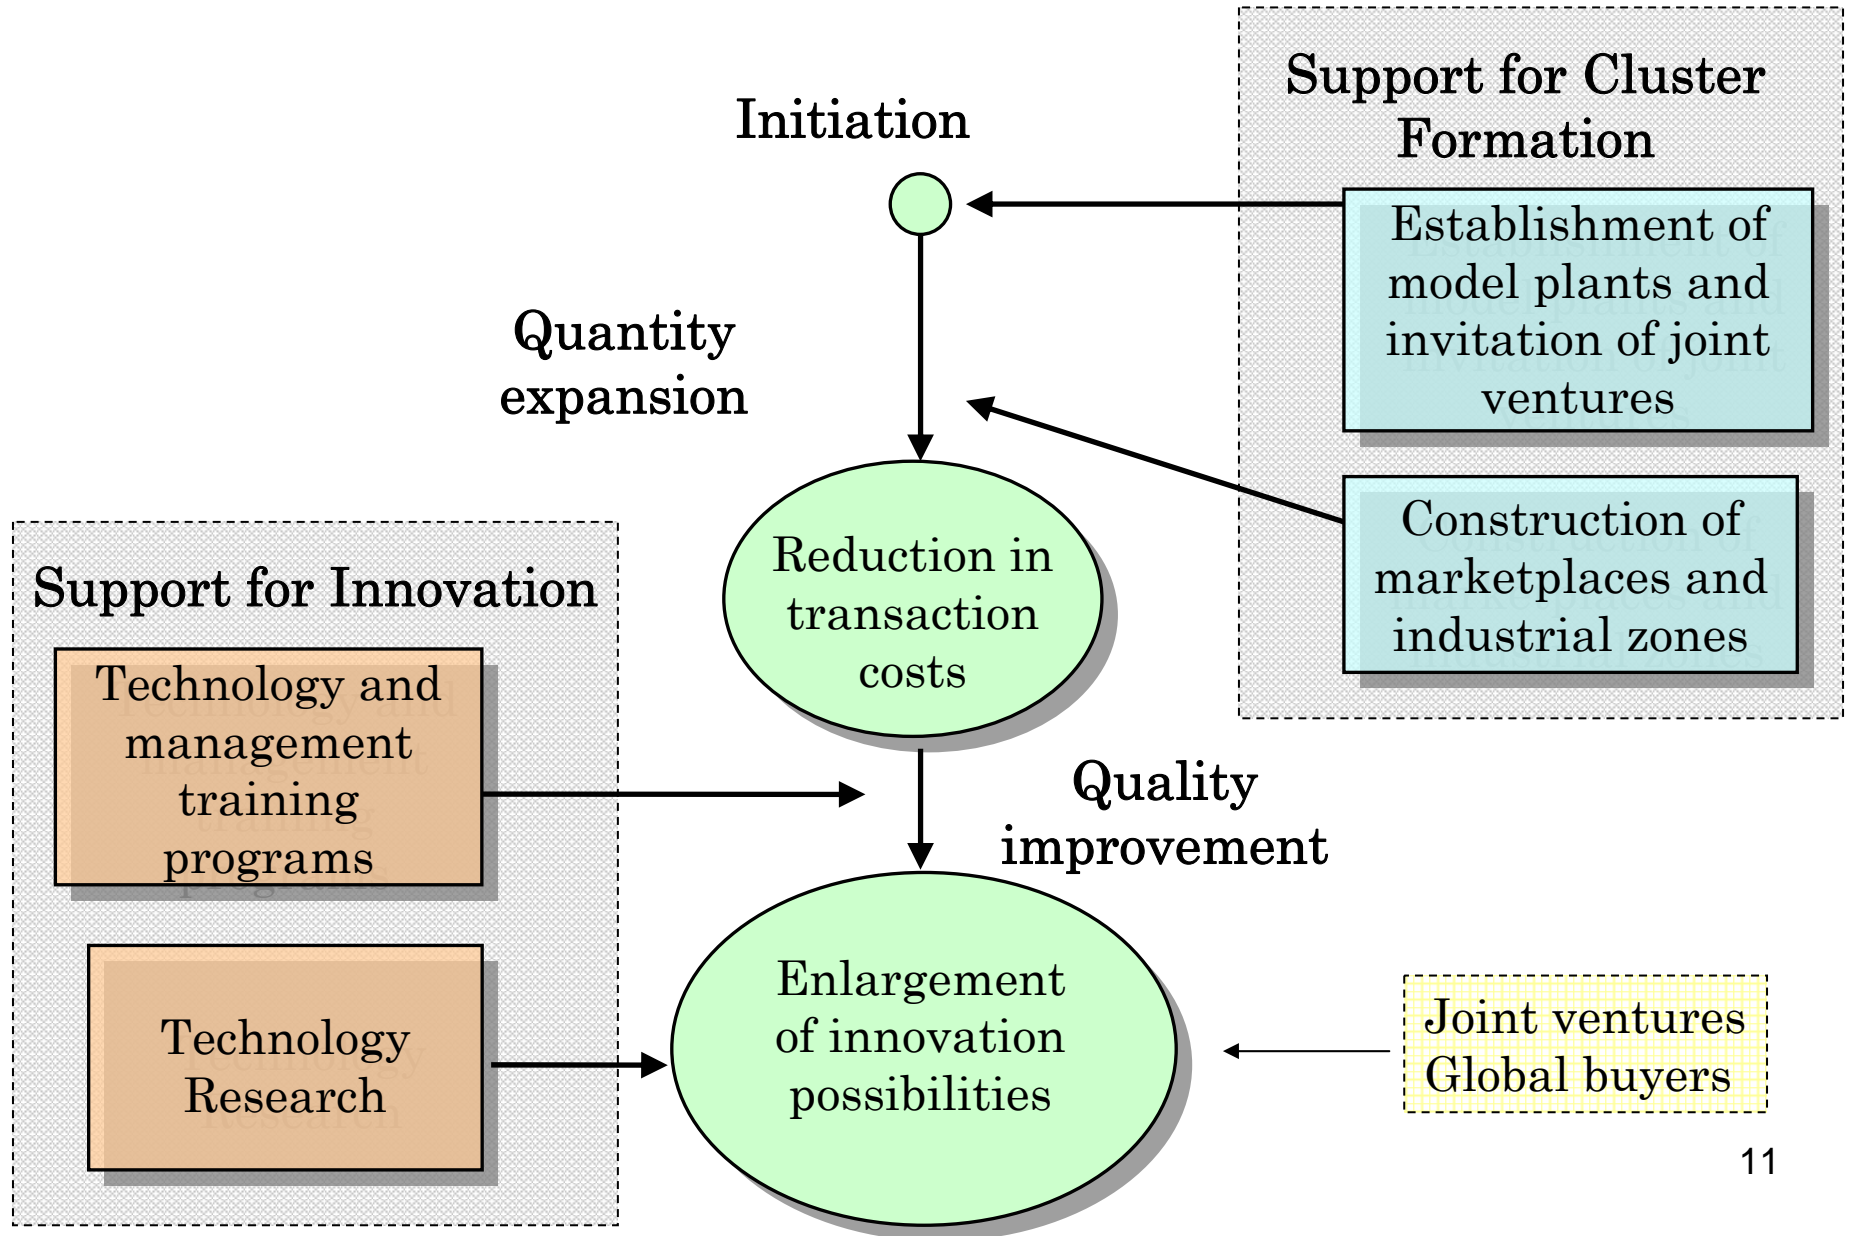 Support for Cluster
Formation
Initiation
Establishment of
model plants and
invitation of joint
ventures
Quantity
expansion
Construction of
marketplaces and
industrial zones
Reduction in
transaction
costs
Support for Innovation
Technology and
management
training
programs
Quality
improvement
Technology
Research
Enlargement
of innovation
possibilities
Joint ventures
Global buyers
11